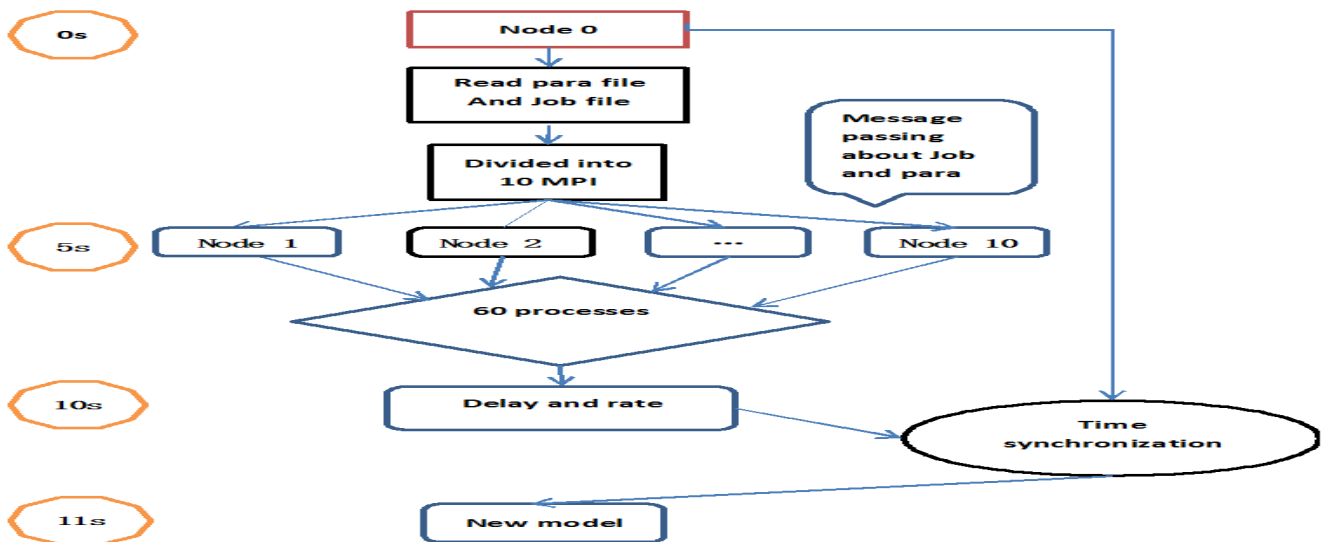 0s
Node 0
Read para file
And Job file
Message
passing
about Job
and para
Divided into
10 MPI
5s
Node 1
Node 2
...
Node 10
60 processes
10s
Delay and rate
Time
synchronization
11s
New model